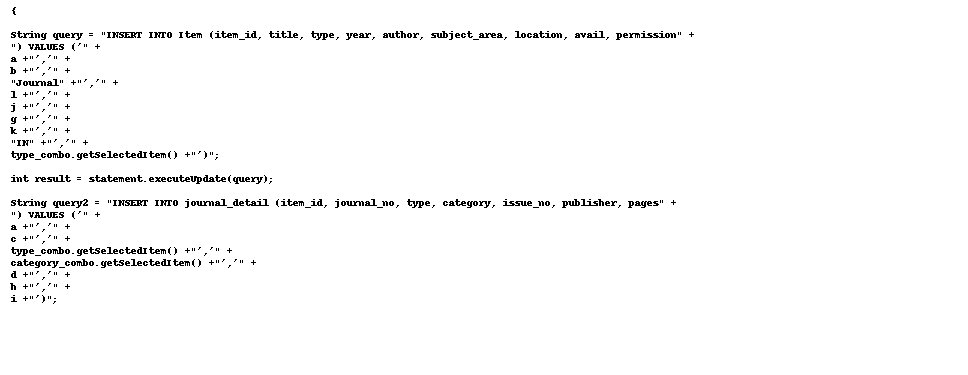 {
String query = "INSERT INTO Item (item_id, title, type, year, author, subject_area, location, avail, permission" +
") VALUES ('" +
a +"','" +
b +"','" +
"Journal" +"','" +
l +"','" +
j +"','" +
g +"','" +
k +"','" +
"IN" +"','" +
type_combo.getSelectedItem() +"')";
int result = statement.executeUpdate(query);
String query2 = "INSERT INTO journal_detail (item_id, journal_no, type, category, issue_no, publisher, pages" +
") VALUES ('" +
a +"','" +
c +"','" +
type_combo.getSelectedItem() +"','" +
category_combo.getSelectedItem() +"','" +
d +"','" +
h +"','" +
i +"')";